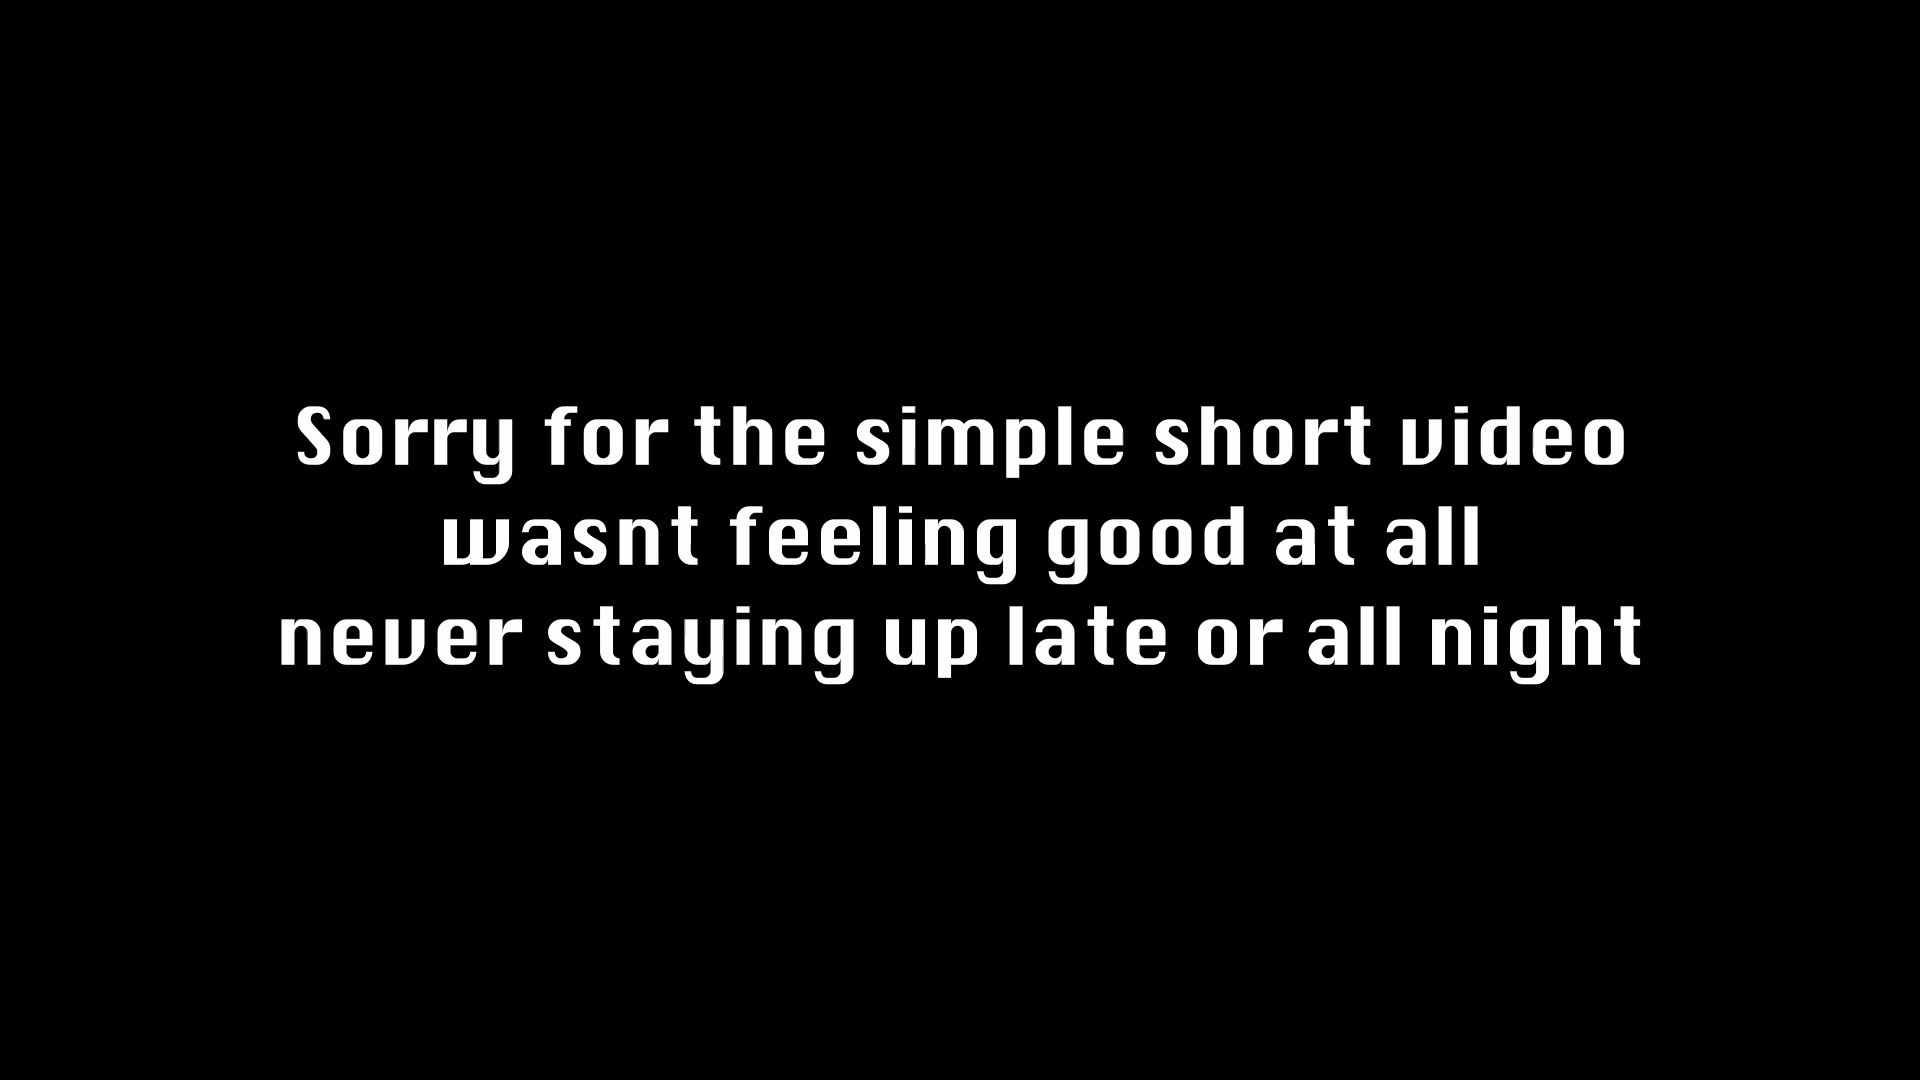 Sorry for the simple short video
wasnt feeling good at all
never staying up late or all night